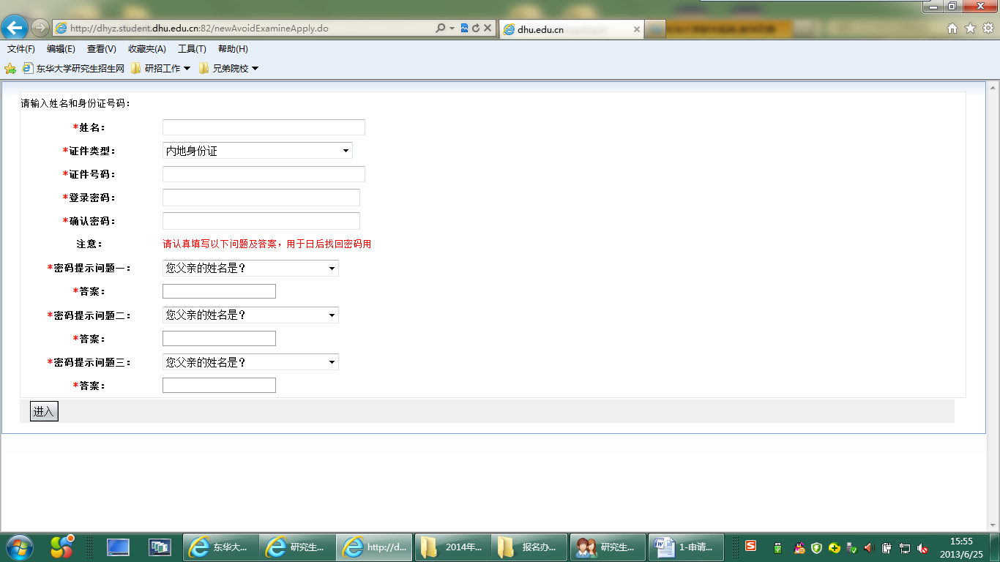 http://dhyz.student.dhu.edu.cn:82/newAvoidExamineApply.do
dhu.edu.cn
文件(F) 编辑(E) 查看(V) 收藏夹(A) 工具(T) 帮助(H)
东华大学研究生招生网 研招工作 兄弟院校
请输入姓名和身份证号码：
*姓名：
*证件类型： 内地身份证
*证件号码：
*登录密码：
*确认密码：
注意： 请认真填写以下问题及答案，用于日后找回密码用
*密码提示问题一： 您父亲的姓名是？
*答案：
*密码提示问题二： 您父亲的姓名是？
*答案：
*密码提示问题三： 您父亲的姓名是？
*答案：
进入
东华大... 研究生... http://d... 2014年... 报名办... 研究生... 1-申请...
15:55
2013/6/25